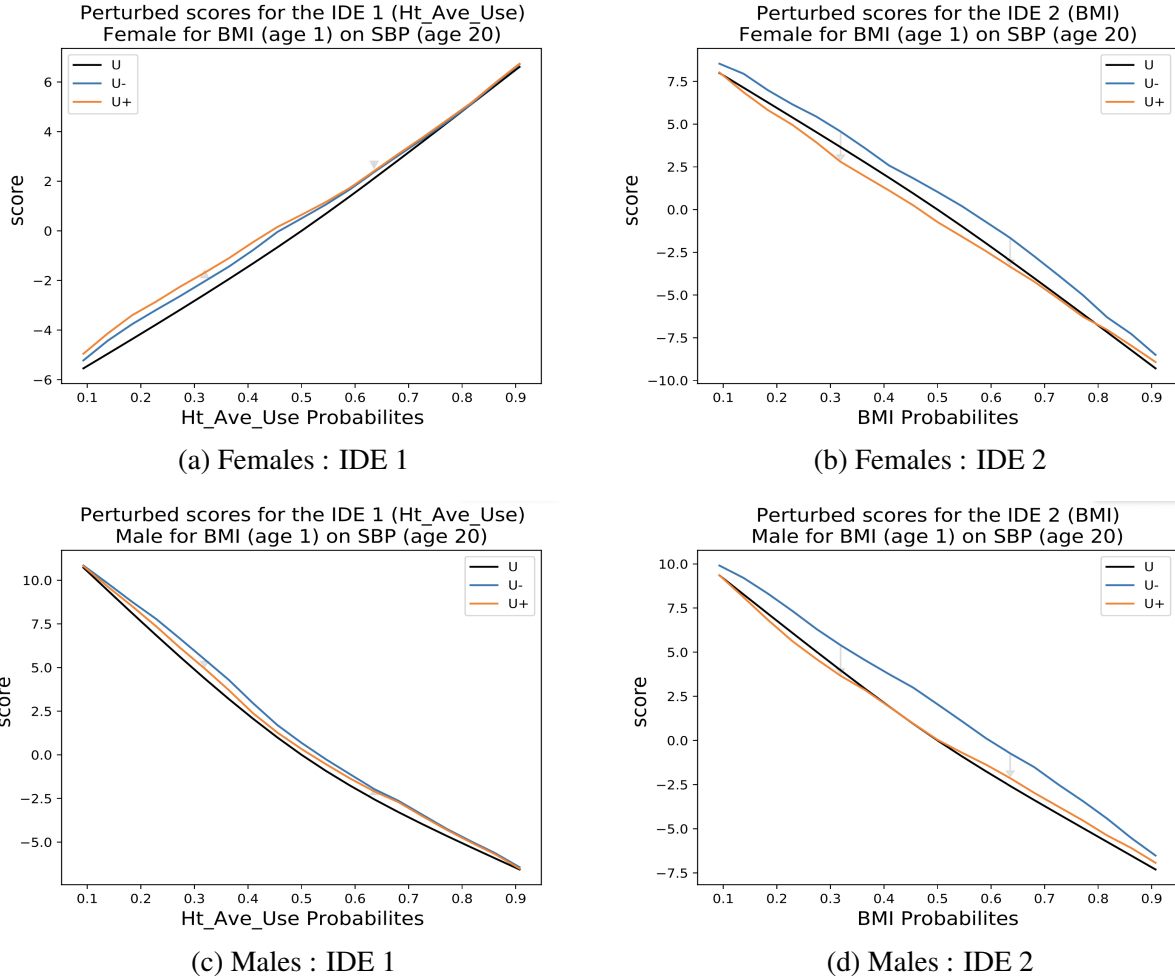 Perturbed scores for the IDE 1 (Ht_Ave_Use)
Female for BMI (age 1) on SBP (age 20)
U
U-
U+
6
4
2
0
−2
−4
−6
score
0.1 0.2 0.3 0.4 0.5 0.6 0.7 0.8 0.9
Ht_Ave_Use Probabilites
(a) Females : IDE 1
Perturbed scores for the IDE 2 (BMI)
Female for BMI (age 1) on SBP (age 20)
U
U-
U+
7.5
5.0
2.5
0.0
−2.5
−5.0
−7.5
−10.0
score
0.1 0.2 0.3 0.4 0.5 0.6 0.7 0.8 0.9
BMI Probabilites
(b) Females : IDE 2
Perturbed scores for the IDE 1 (Ht_Ave_Use)
Male for BMI (age 1) on SBP (age 20)
U
U-
U+
10.0
7.5
5.0
2.5
0.0
−2.5
−5.0
score
0.1 0.2 0.3 0.4 0.5 0.6 0.7 0.8 0.9
Ht_Ave_Use Probabilites
(c) Males : IDE 1
Perturbed scores for the IDE 2 (BMI)
Male for BMI (age 1) on SBP (age 20)
U
U-
U+
10.0
7.5
5.0
2.5
0.0
−2.5
−5.0
−7.5
score
0.1 0.2 0.3 0.4 0.5 0.6 0.7 0.8 0.9
BMI Probabilites
(d) Males : IDE 2